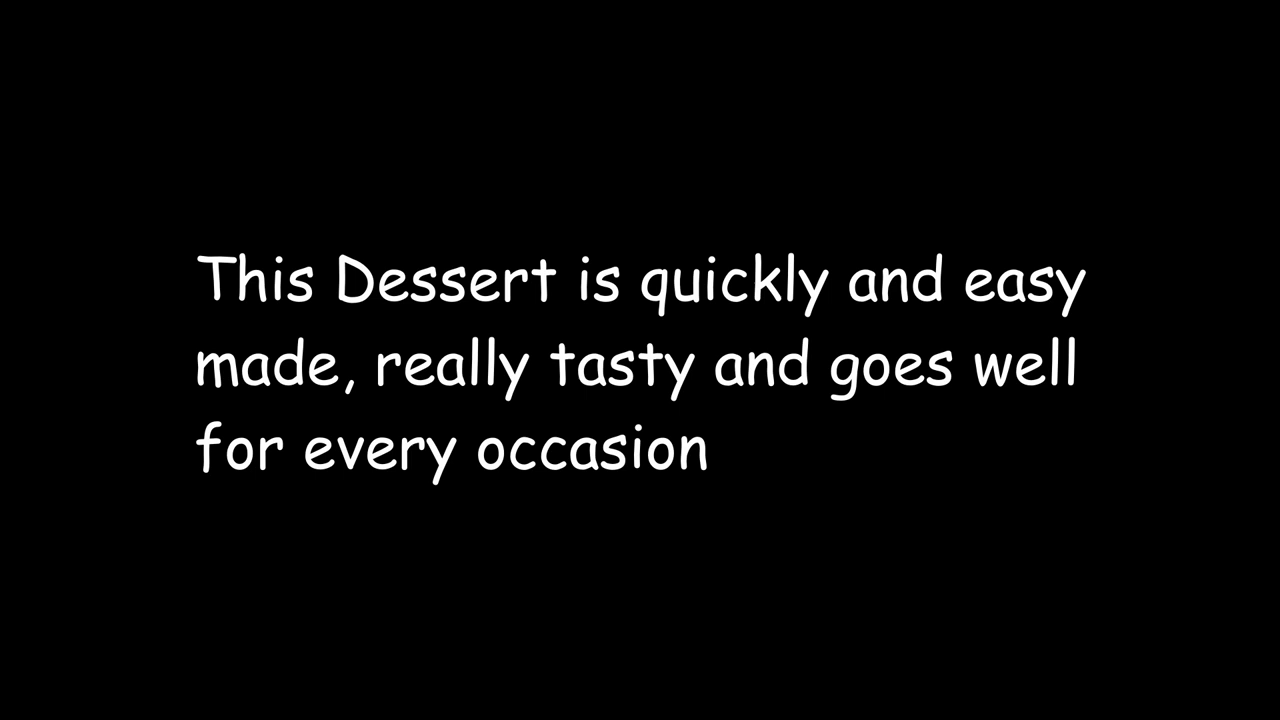 This Dessert is quickly and easy
made, really tasty and goes well
for every occasion